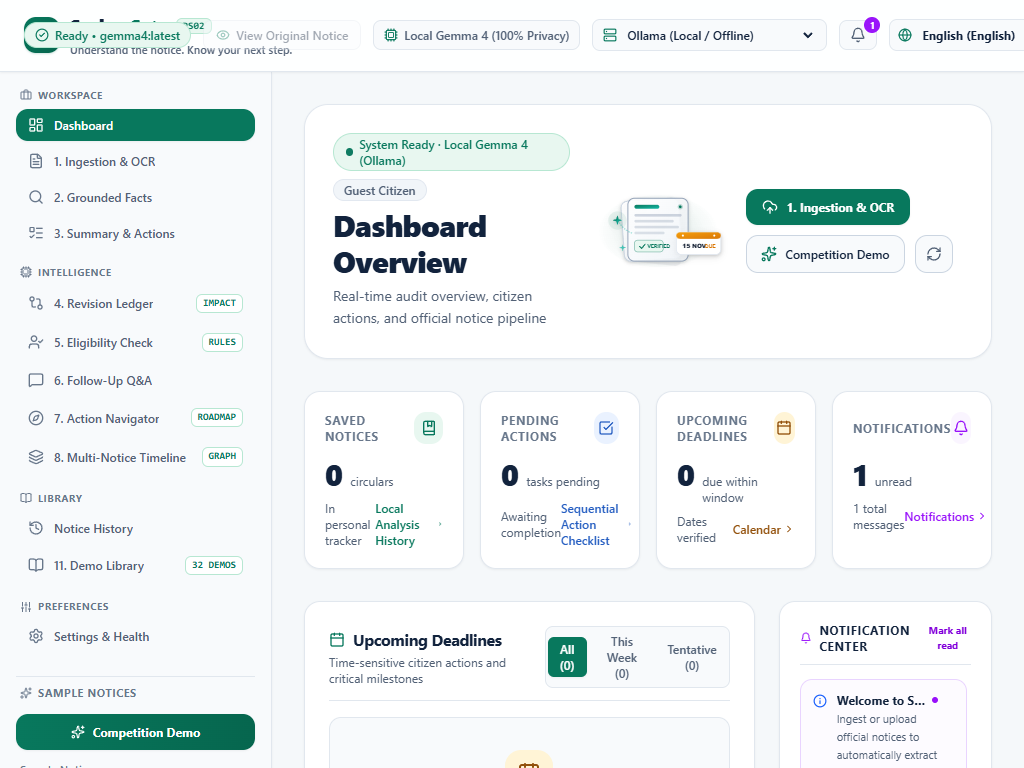 Ready • gemma4:latest
View Original Notice
Local Gemma 4 (100% Privacy)
Ollama (Local / Offline)
1
English (English)
Understand the notice. Know your next step.
WORKSPACE
Dashboard
1. Ingestion & OCR
2. Grounded Facts
3. Summary & Actions
INTELLIGENCE
4. Revision Ledger
IMPACT
5. Eligibility Check
RULES
6. Follow-Up Q&A
7. Action Navigator
ROADMAP
8. Multi-Notice Timeline
GRAPH
LIBRARY
Notice History
11. Demo Library
32 DEMOS
PREFERENCES
Settings & Health
SAMPLE NOTICES
Competition Demo
System Ready · Local Gemma 4
(Ollama)
Guest Citizen
Dashboard
Overview
Real-time audit overview, citizen
actions, and official notice pipeline
VERIFIED
15 NOV
DUE
1. Ingestion & OCR
Competition Demo
SAVED
NOTICES
0 circulars
In
personal
tracker
Local
Analysis
History
PENDING
ACTIONS
0 tasks pending
Awaiting
completion
Sequential
Action
Checklist
UPCOMING
DEADLINES
0 due within
window
Dates
verified
Calendar
NOTIFICATIONS
1 unread
1 total
messages
Notifications
Upcoming Deadlines
Time-sensitive citizen actions and
critical milestones
All
(0)
This
Week
(0)
Tentative
(0)
NOTIFICATION
CENTER
Mark all
read
Welcome to S...
Ingest or upload
official notices to
automatically extract